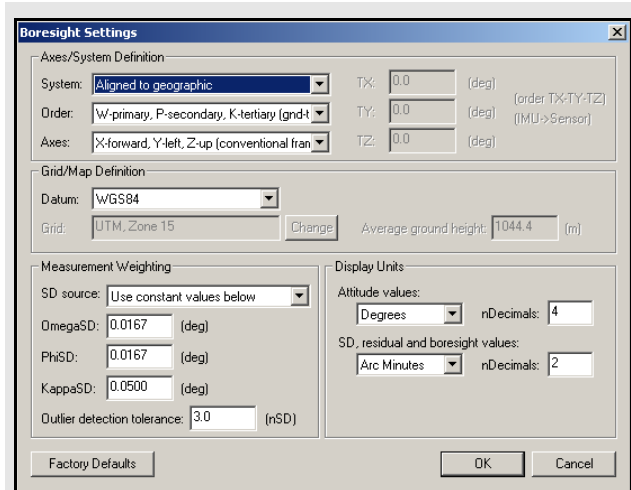 Boresight Settings
Axes/System Definition
System: Aligned to geographic TX: 0.0 (deg)
Order: W-primary, P-secondary, K-tertiary (gnd-t TY: 0.0 (deg) (order TX-TY-TZ)
(IMU->Sensor)
Axes: X-forward, Y-left, Z-up (conventional fran TZ: 0.0 (deg)
Grid/Map Definition
Datum: WGS84
Grid: UTM, Zone 15 Change Average ground height: 1044.4 (m)
Measurement Weighting
SD source: Use constant values below
OmegaSD: 0.0167 (deg)
PhiSD: 0.0167 (deg)
KappaSD: 0.0500 (deg)
Outlier detection tolerance: 3.0 (nSD)
Display Units
Attitude values:
Degrees nDecimals: 4
SD, residual and boresight values:
Arc Minutes nDecimals: 2
Factory Defaults OK Cancel